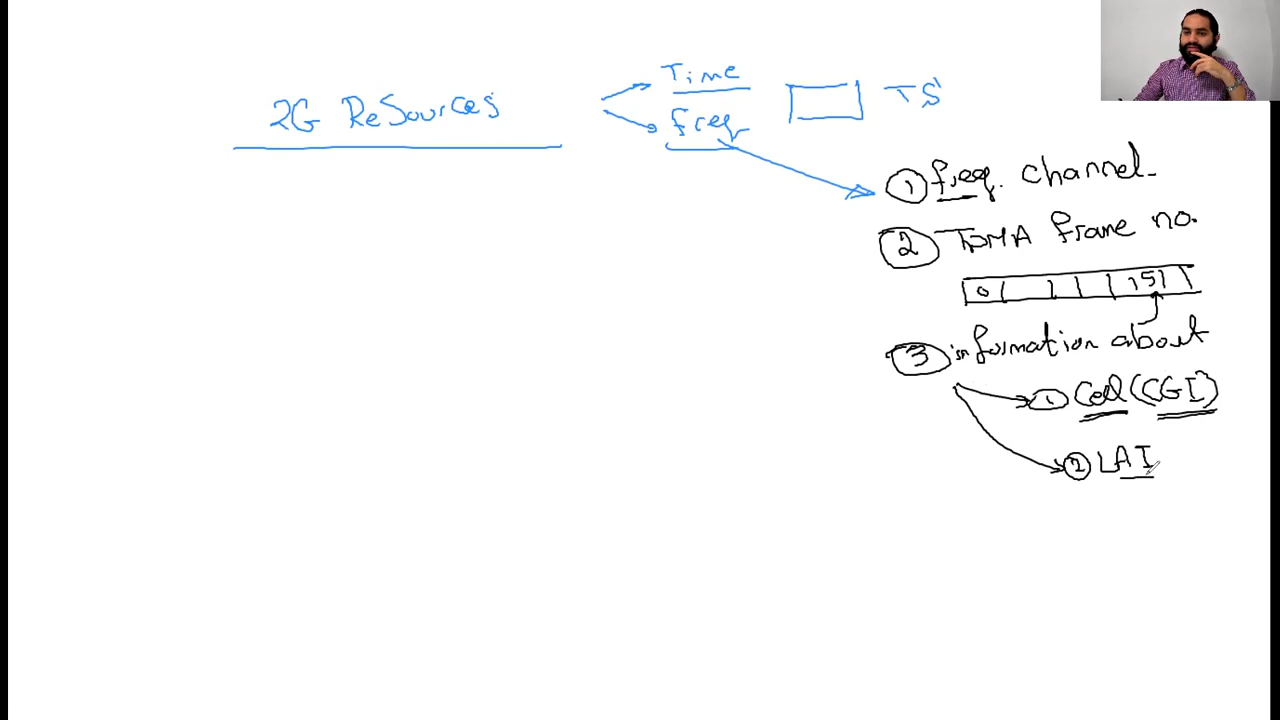 2G ReSources
Time
freq
TS
1 freq. channel
2 TDMA frame no.
0 151
3 information about
1 Cell (CGI)
2 LAI